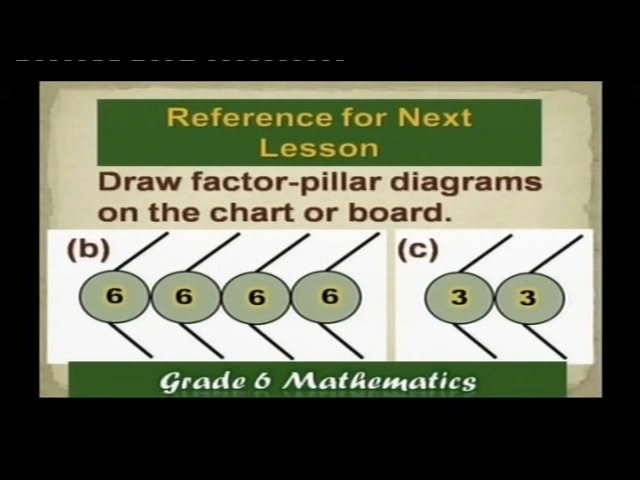 Reference for Next
Lesson
Draw factor-pillar diagrams
on the chart or board.
(b) (c)
6 6 6 6 3 3
Grade 6 Mathematics